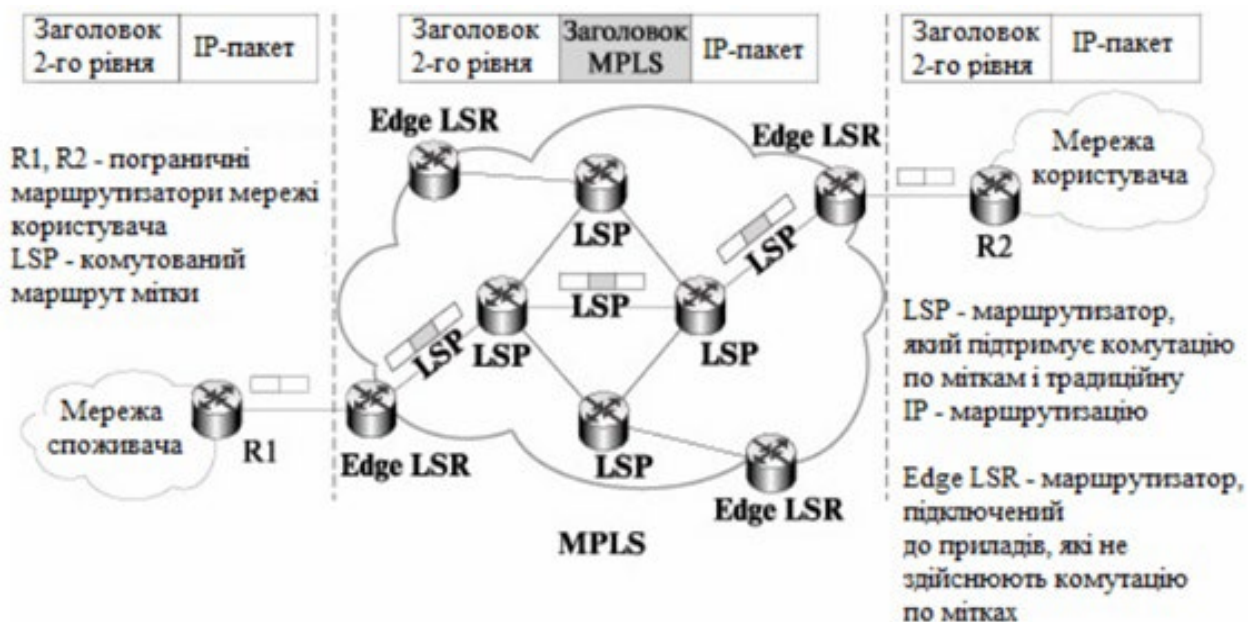 Заголовок
2-го рівня
IP-пакет
Заголовок
2-го рівня
Заголовок
MPLS
IP-пакет
Заголовок
2-го рівня
IP-пакет
R1, R2 - пограничні
маршрутизатори мережі
користувача
LSP - комутований
маршрут мітки
Мережа
споживача
R1
Edge LSR
Edge LSR
LSP
LSP
LSP
LSP
LSP
LSP
LSP
Edge LSR
Edge LSR
MPLS
Мережа
користувача
R2
LSP - маршрутизатор,
який підтримує комутацію
по міткам і традиційну
IP - маршрутизацію
Edge LSR - маршрутизатор,
підключений
до приладів, які не
здійснюють комутацію
по мітках